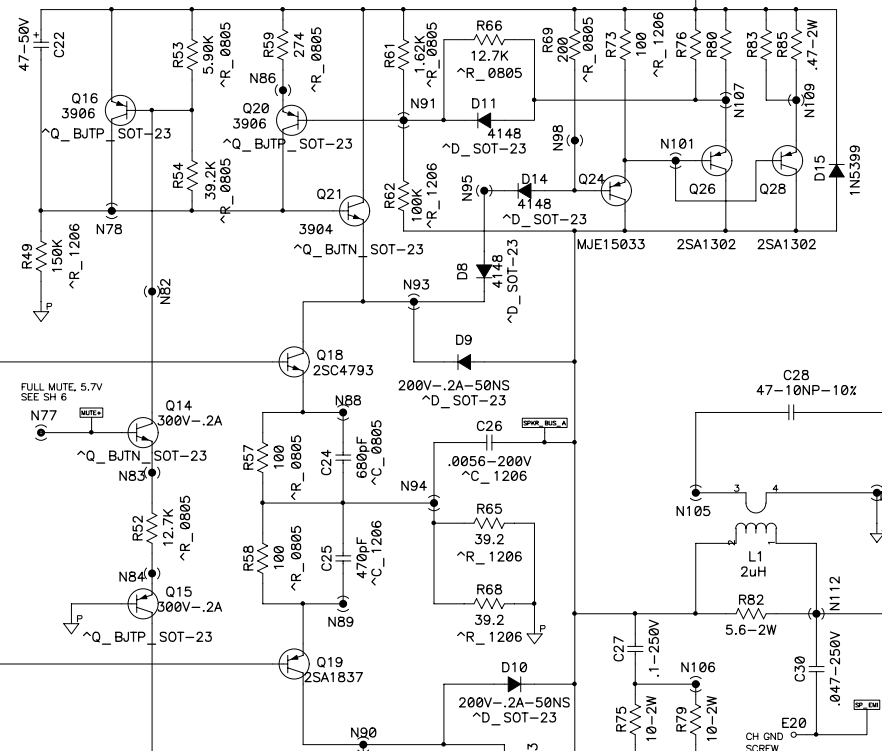 47-50V
C22
R53
5.90K
^R_0805
R59
274
^R_0805
R61
1.62K
^R_0805
R66
12.7K
^R_0805
R69
200
^R_0805
R73
100
^R_1206
R76
R80
R83
R85
.47-2W
N86
Q16
3906
^Q_BJTP_SOT-23
Q20
3906
^Q_BJTP_SOT-23
N91
D11
4148
^D_SOT-23
N98
N107
N109
N101
R54
39.2K
^R_0805
Q21
3904
^Q_BJTN_SOT-23
R62
100K
^R_1206
N95
D14
4148
^D_SOT-23
Q24
MJE15033
Q26
2SA1302
Q28
2SA1302
D15
1N5399
N78
R49
150K
^R_1206
P
N82
D8
4148
^D_SOT-23
N93
D9
200V-.2A-50NS
^D_SOT-23
Q18
2SC4793
FULL MUTE, 5.7V
SEE SH 6
N77
MUTE+
Q14
300V-.2A
^Q_BJTN_SOT-23
N83
N88
R57
100
^R_0805
C24
680pF
^C_0805
C26
.0056-200V
^C_1206
SPKR_BUS_A
N94
C28
47-10NP-10%
N105
3
4
R52
12.7K
^R_0805
R58
100
^R_0805
C25
470pF
^C_1206
R65
39.2
^R_1206
R68
39.2
^R_1206
P
2
1
L1
2uH
N84
Q15
300V-.2A
^Q_BJTP_SOT-23
P
N89
R82
5.6-2W
N112
Q19
2SA1837
D10
200V-.2A-50NS
^D_SOT-23
C27
.1-250V
N106
C30
.047-250V
R75
10-2W
R79
10-2W
SP_EMI
E20
CH GND
SCREW
N90